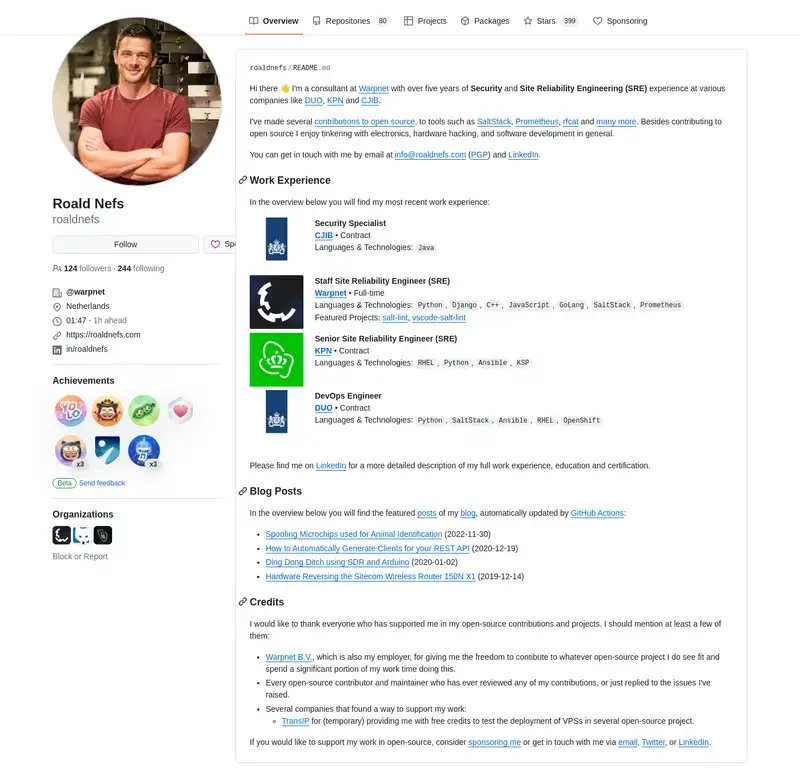 Overview Repositories 80 Projects Packages Stars 399 Sponsoring
Roald Nefs
roaldnefs
Follow
124 followers · 244 following
@warpnet
Netherlands
01:47 - 1h ahead
https://roaldnefs.com
in/roaldnefs
Achievements
YOLO
x3
x3
Beta Send feedback
Organizations
Block or Report
roaldnefs/README.md
Hi there 👋 I'm a consultant at Warpnet with over five years of Security and Site Reliability Engineering (SRE) experience at various
companies like DUO, KPN and CJIB.
I've made several contributions to open source, to tools such as SaltStack, Prometheus, rfcat and many more. Besides contributing to
open source I enjoy tinkering with electronics, hardware hacking, and software development in general.
You can get in touch with me by email at info@roaldnefs.com (PGP) and LinkedIn.
Work Experience
In the overview below you will find my most recent work experience:
Security Specialist
CJIB • Contract
Languages & Technologies: Java
Staff Site Reliability Engineer (SRE)
Warpnet • Full-time
Languages & Technologies: Python, Django, C++, JavaScript, GoLang, SaltStack, Prometheus
Featured Projects: salt-lint, vscode-salt-lint
Senior Site Reliability Engineer (SRE)
KPN • Contract
Languages & Technologies: RHEL, Python, Ansible, KSP
DevOps Engineer
DUO • Contract
Languages & Technologies: Python, SaltStack, Ansible, RHEL, OpenShift
Please find me on LinkedIn for a more detailed description of my full work experience, education and certification.
Blog Posts
In the overview below you will find the featured posts of my blog, automatically updated by GitHub Actions:
• Spoofing Microchips used for Animal Identification (2022-11-30)
• How to Automatically Generate Clients for your REST API (2020-12-19)
• Ding Dong Ditch using SDR and Arduino (2020-01-02)
• Hardware Reversing the Sitecom Wireless Router 150N X1 (2019-12-14)
Credits
I would like to thank everyone who has supported me in my open-source contributions and projects. I should mention at least a few of
them:
• Warpnet B.V., which is also my employer, for giving me the freedom to contibute to whatever open-source project I do see fit and
spend a significant portion of my work time doing this.
• Every open-source contributor and maintainer who has ever reviewed any of my contributions, or just replied to the issues I've
raised.
• Several companies that found a way to support my work:
◦ TransIP for (temporary) providing me with free credits to test the deployment of VPSs in several open-source project.
If you would like to support my work in open-source, consider sponsoring me or get in touch with me via email, Twitter, or LinkedIn.